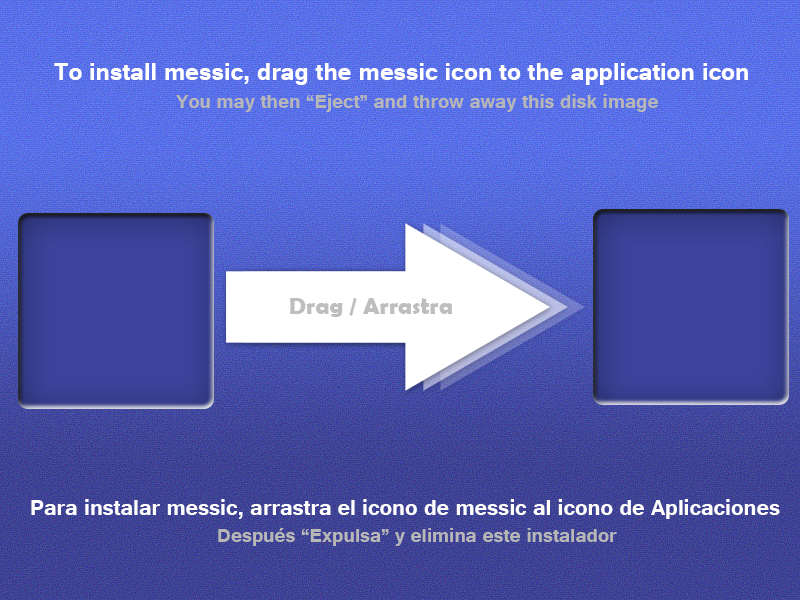 To install messic, drag the messic icon to the application icon
You may then “Eject” and throw away this disk image
Drag / Arrastra
Para instalar messic, arrastra el icono de messic al icono de Aplicaciones
Después “Expulsa” y elimina este instalador